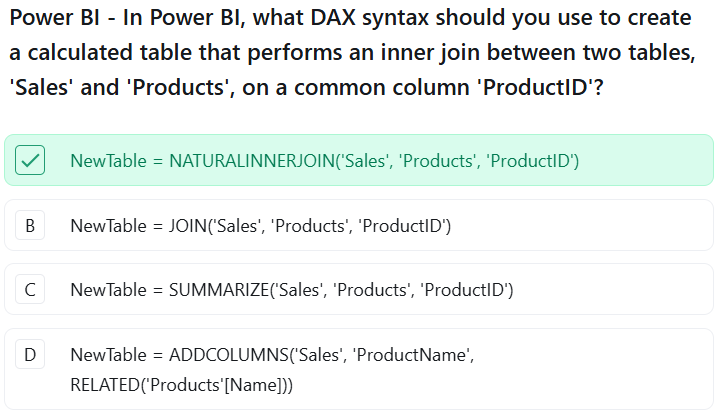 Power BI - In Power BI, what DAX syntax should you use to create
a calculated table that performs an inner join between two tables,
'Sales' and 'Products', on a common column 'ProductID'?
NewTable = NATURALINNERJOIN('Sales', 'Products', 'ProductID')
B NewTable = JOIN('Sales', 'Products', 'ProductID')
C NewTable = SUMMARIZE('Sales', 'Products', 'ProductID')
D NewTable = ADDCOLUMNS('Sales', 'ProductName',
RELATED('Products'[Name]))